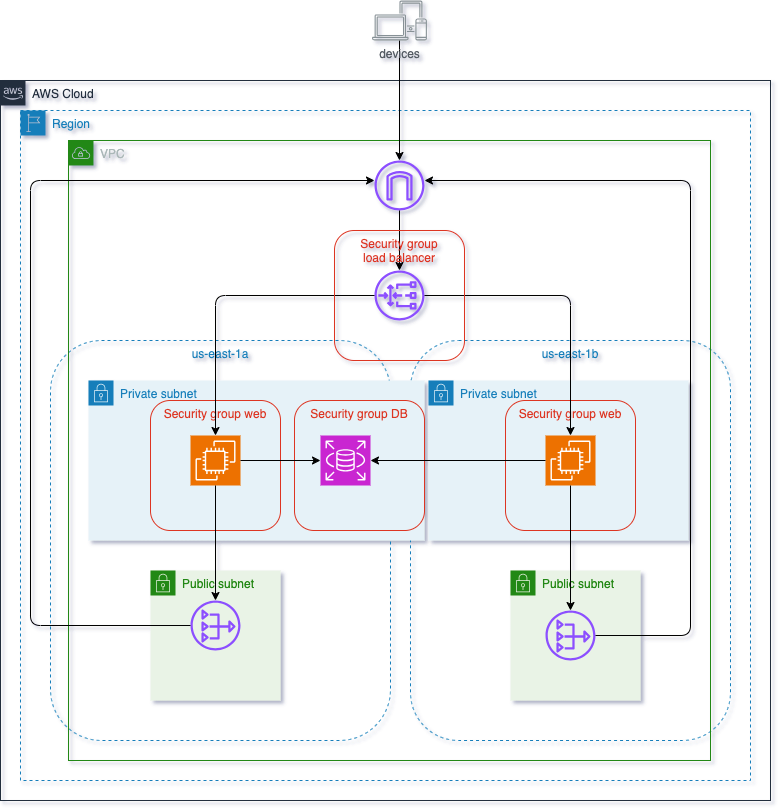 devices
aws
AWS Cloud
Region
VPC
Security group
load balancer
us-east-1a
us-east-1b
Private subnet
Private subnet
Security group web
Security group DB
Security group web
Public subnet
Public subnet